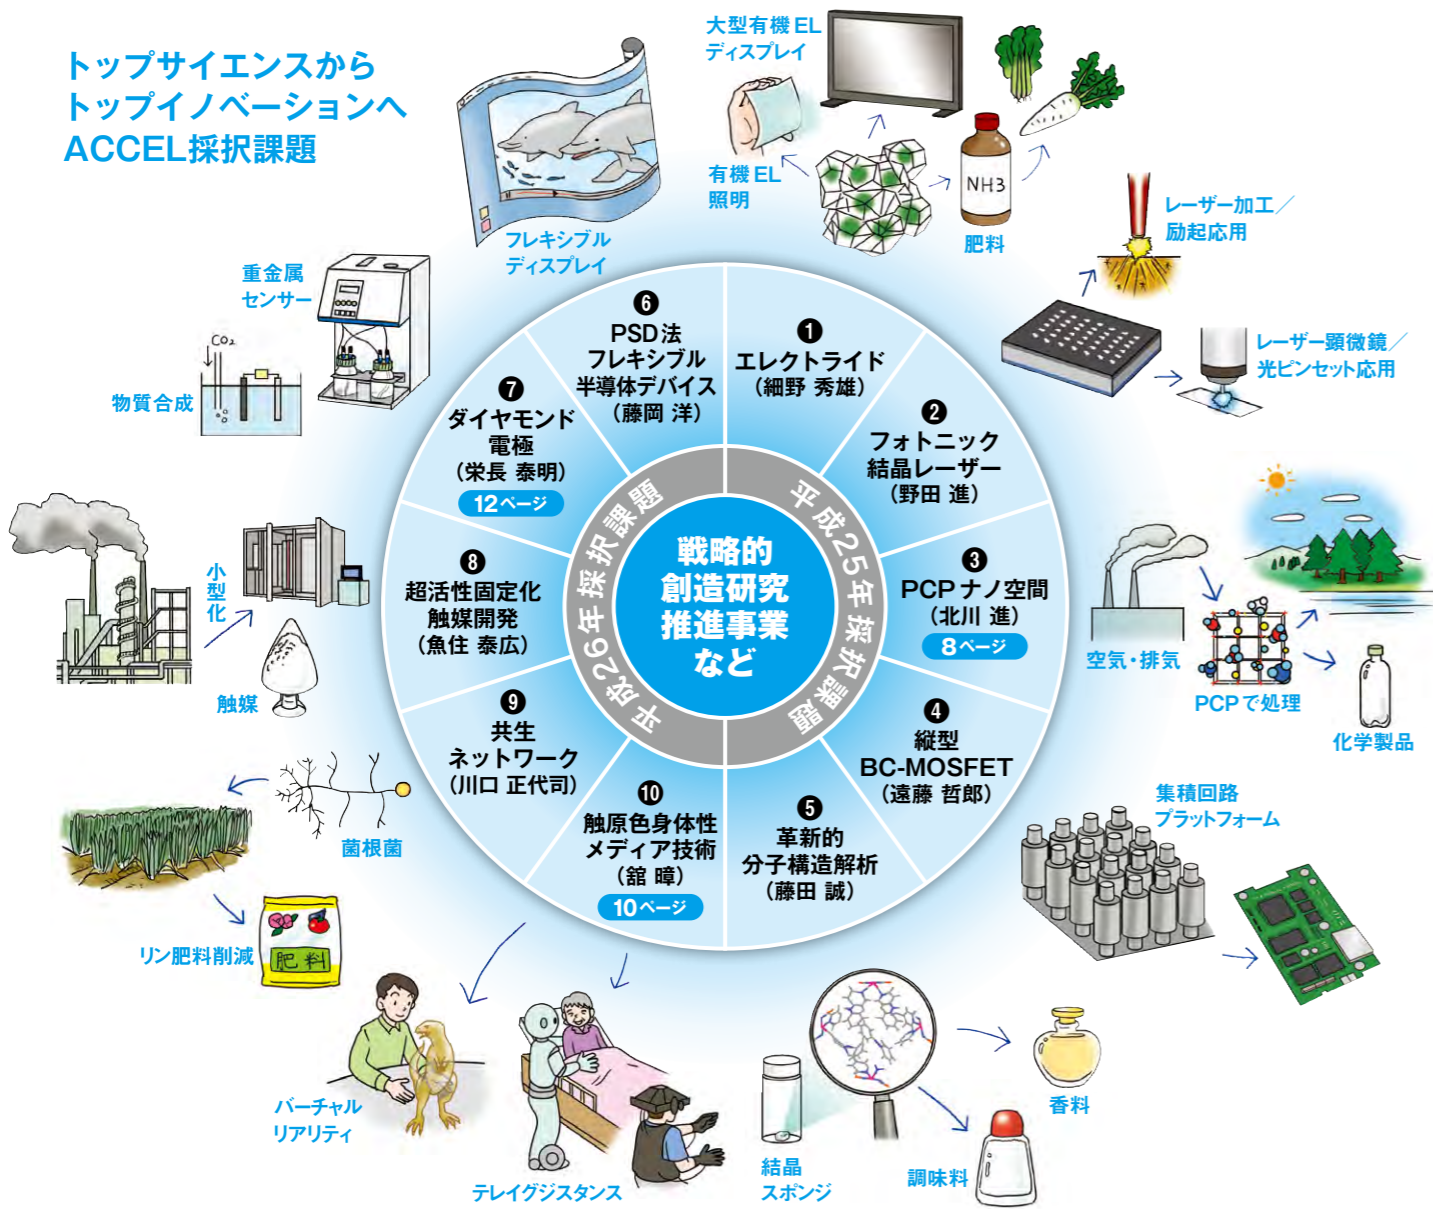 トップサイエンスから
トップイノベーションへ
ACCEL採択課題
大型有機EL
ディスプレイ
有機EL
照明
NH3
肥料
フレキシブル
ディスプレイ
レーザー加工/
励起応用
レーザー顕微鏡/
光ピンセット応用
重金属
センサー
CO2
物質合成
小型化
触媒
空気・排気
PCPで処理
化学製品
集積回路
プラットフォーム
菌根菌
リン肥料削減
肥料
バーチャル
リアリティ
テレイグジスタンス
結晶
スポンジ
香料
調味料
戦略的
創造研究
推進事業
など
平成25年採択課題
平成26年採択課題
❶
エレクトライド
(細野 秀雄)
❷
フォトニック
結晶レーザー
(野田 進)
❸
PCPナノ空間
(北川 進)
8ページ
❹
縦型
BC-MOSFET
(遠藤 哲郎)
❺
革新的
分子構造解析
(藤田 誠)
❻
PSD法
フレキシブル
半導体デバイス
(藤岡 洋)
❼
ダイヤモンド
電極
(栄長 泰明)
12ページ
❽
超活性固定化
触媒開発
(魚住 泰広)
❾
共生
ネットワーク
(川口 正代司)
❿
触原色身体性
メディア技術
(舘 暲)
10ページ